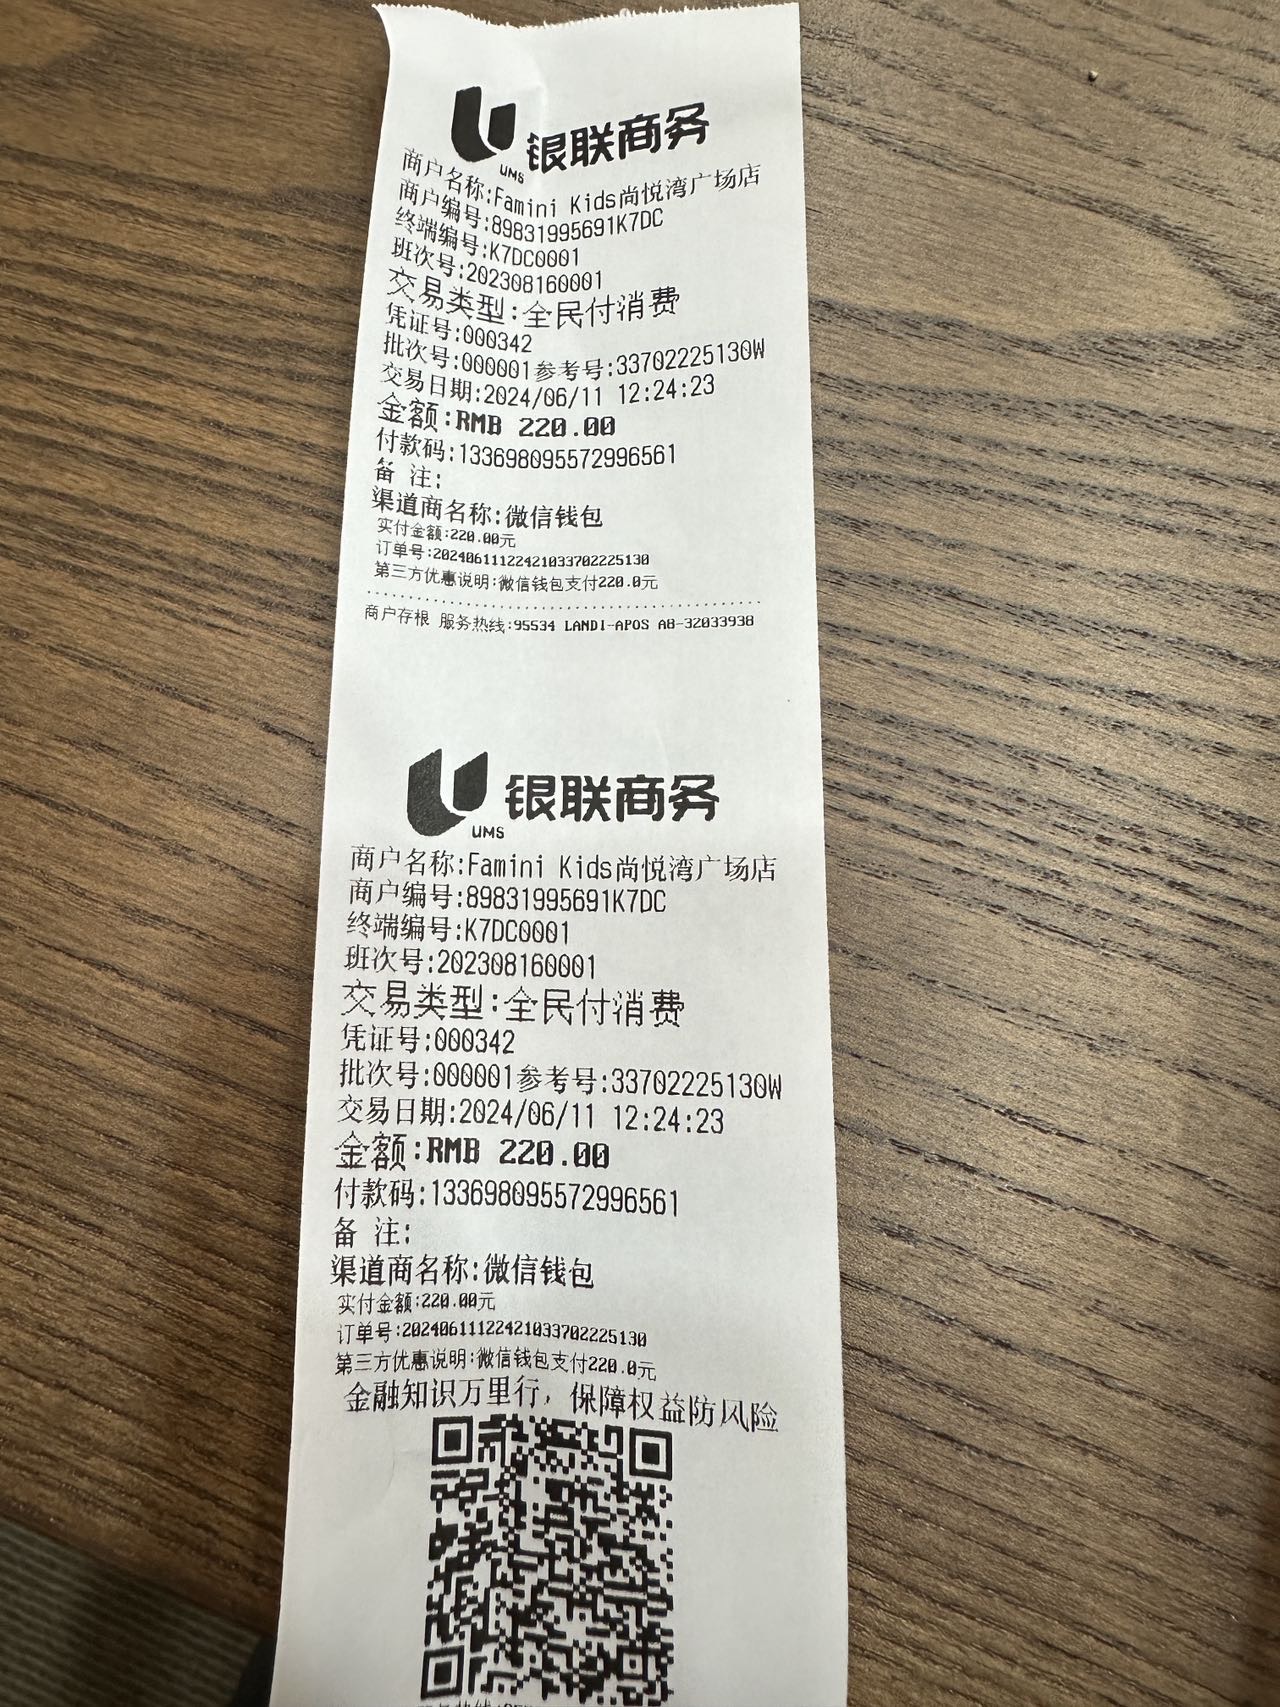 银联商务
UMS
商户名称:Famini Kids尚悦湾广场店
商户编号:89831995691K7DC
终端编号:K7DC0001
班次号:202308160001
交易类型:全民付消费
凭证号:000342
批次号:000001参考号:33702225130W
交易日期:2024/06/11 12:24:23
金额:RMB 220.00
付款码:133698095572996561
备 注:
渠道商名称:微信钱包
实付金额:220.00元
订单号:20240611122421033702225130
第三方优惠说明:微信钱包支付220.0元
商户存根 服务热线:95534 LANDI-APOS A8-32033938
银联商务
UMS
商户名称:Famini Kids尚悦湾广场店
商户编号:89831995691K7DC
终端编号:K7DC0001
班次号:202308160001
交易类型:全民付消费
凭证号:000342
批次号:000001参考号:33702225130W
交易日期:2024/06/11 12:24:23
金额:RMB 220.00
付款码:133698095572996561
备 注:
渠道商名称:微信钱包
实付金额:220.00元
订单号:20240611122421033702225130
第三方优惠说明:微信钱包支付220.0元
金融知识万里行，保障权益防风险